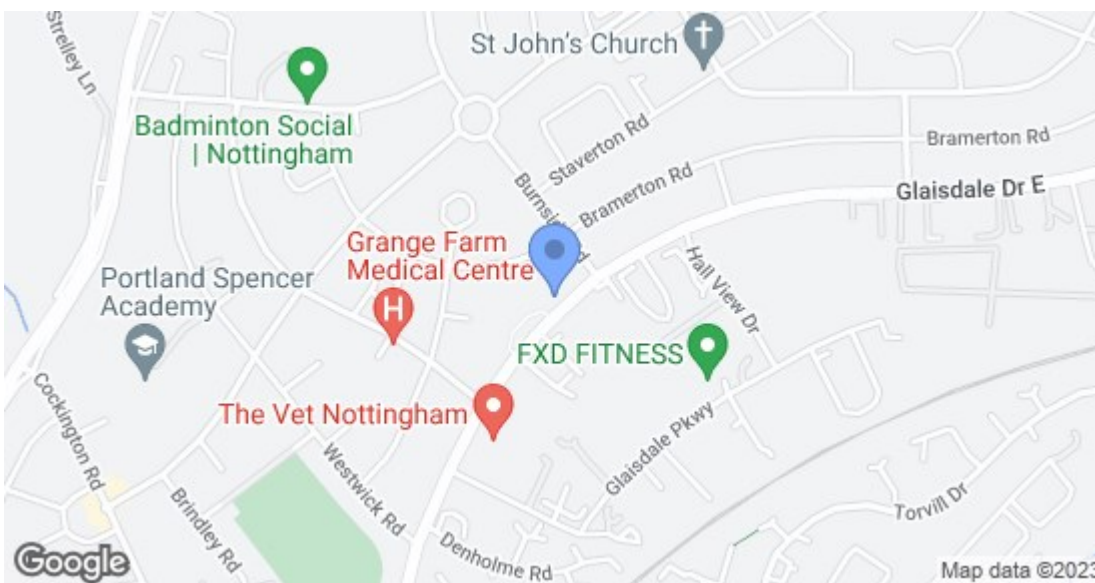 Strelley Ln
St John's Church
Badminton Social
| Nottingham
Staverton Rd
Bramerton Rd
Bramerton Rd
Burnsi
d
Glaisdale Dr E
Grange Farm
Medical Centre
H
Hall View Dr
Portland Spencer
Academy
FXD FITNESS
The Vet Nottingham
Cockington Rd
Glaisdale Pkwy
Westwick Rd
Brindley Rd
Torvill Dr
Denholme Rd
Google
Map data ©2023